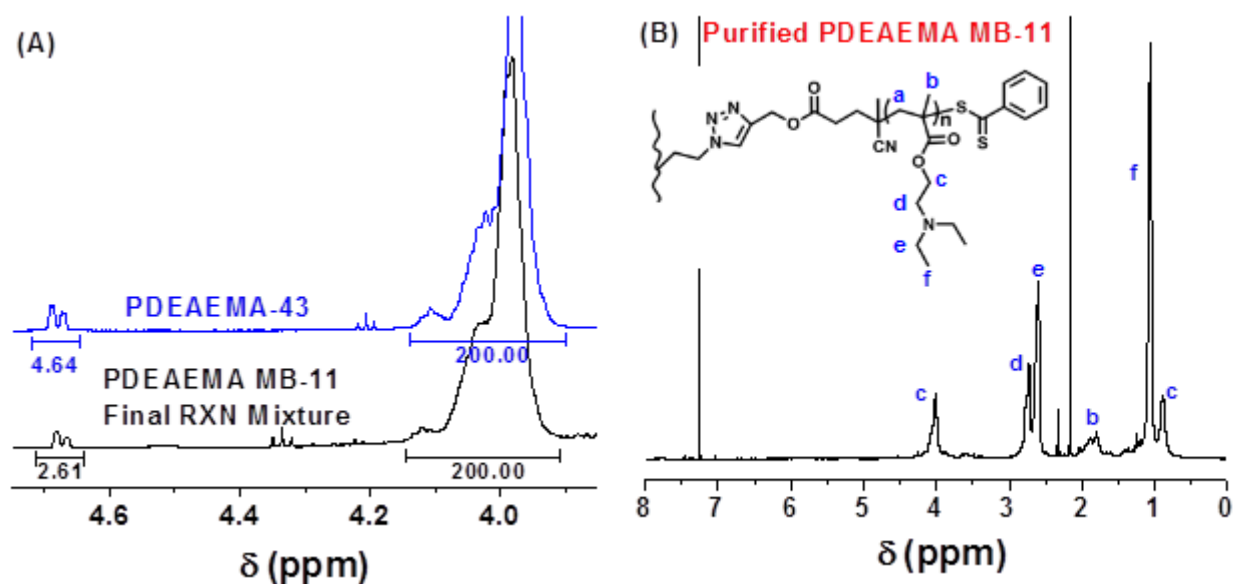 (A)
PDEAEMA-43
4.64
200.00
PDEAEMA MB-11
Final RXN Mixture
2.61
200.00
4.6 4.4 4.2 4.0
δ (ppm)
(B) Purified PDEAEMA MB-11
a b
N N N
O O
CN
n
S S
O
O
c
d
N
e
f
c d e b f c
8 7 6 5 4 3 2 1 0
δ (ppm)